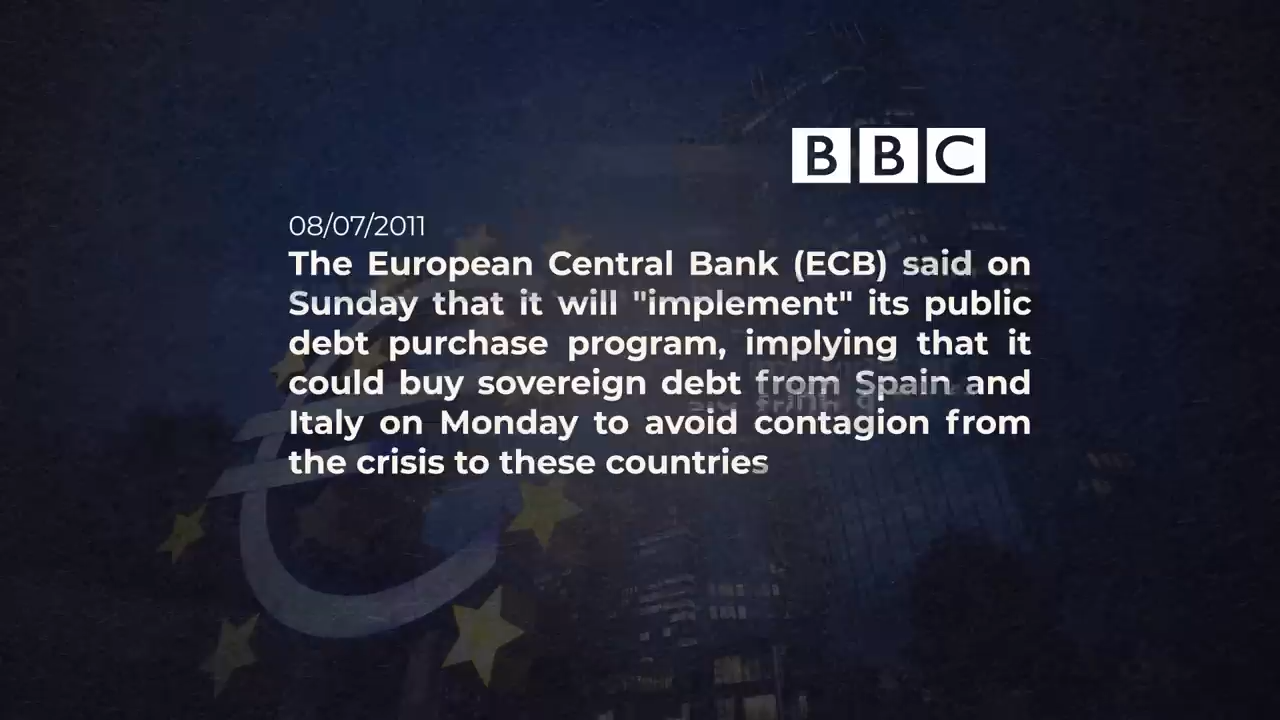 BBC
08/07/2011
The European Central Bank (ECB) said on
Sunday that it will "implement" its public
debt purchase program, implying that it
could buy sovereign debt from Spain and
Italy on Monday to avoid contagion from
the crisis to these countries